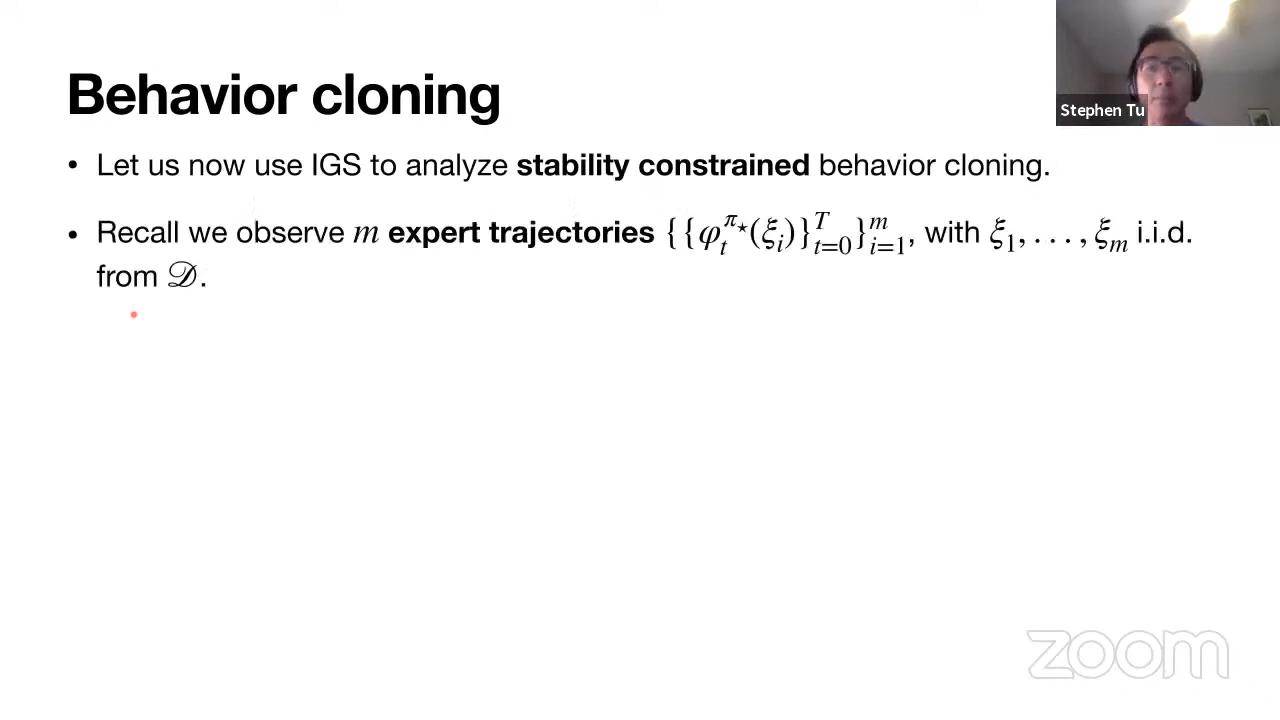 Behavior cloning
Stephen Tu
• Let us now use IGS to analyze stability constrained behavior cloning.
• Recall we observe m expert trajectories {{φ_t^{π_⋆}(ξ_i)}_{t=0}^T}_{i=1}^m, with ξ_1, . . . , ξ_m i.i.d.
from 𝒟.
zoom